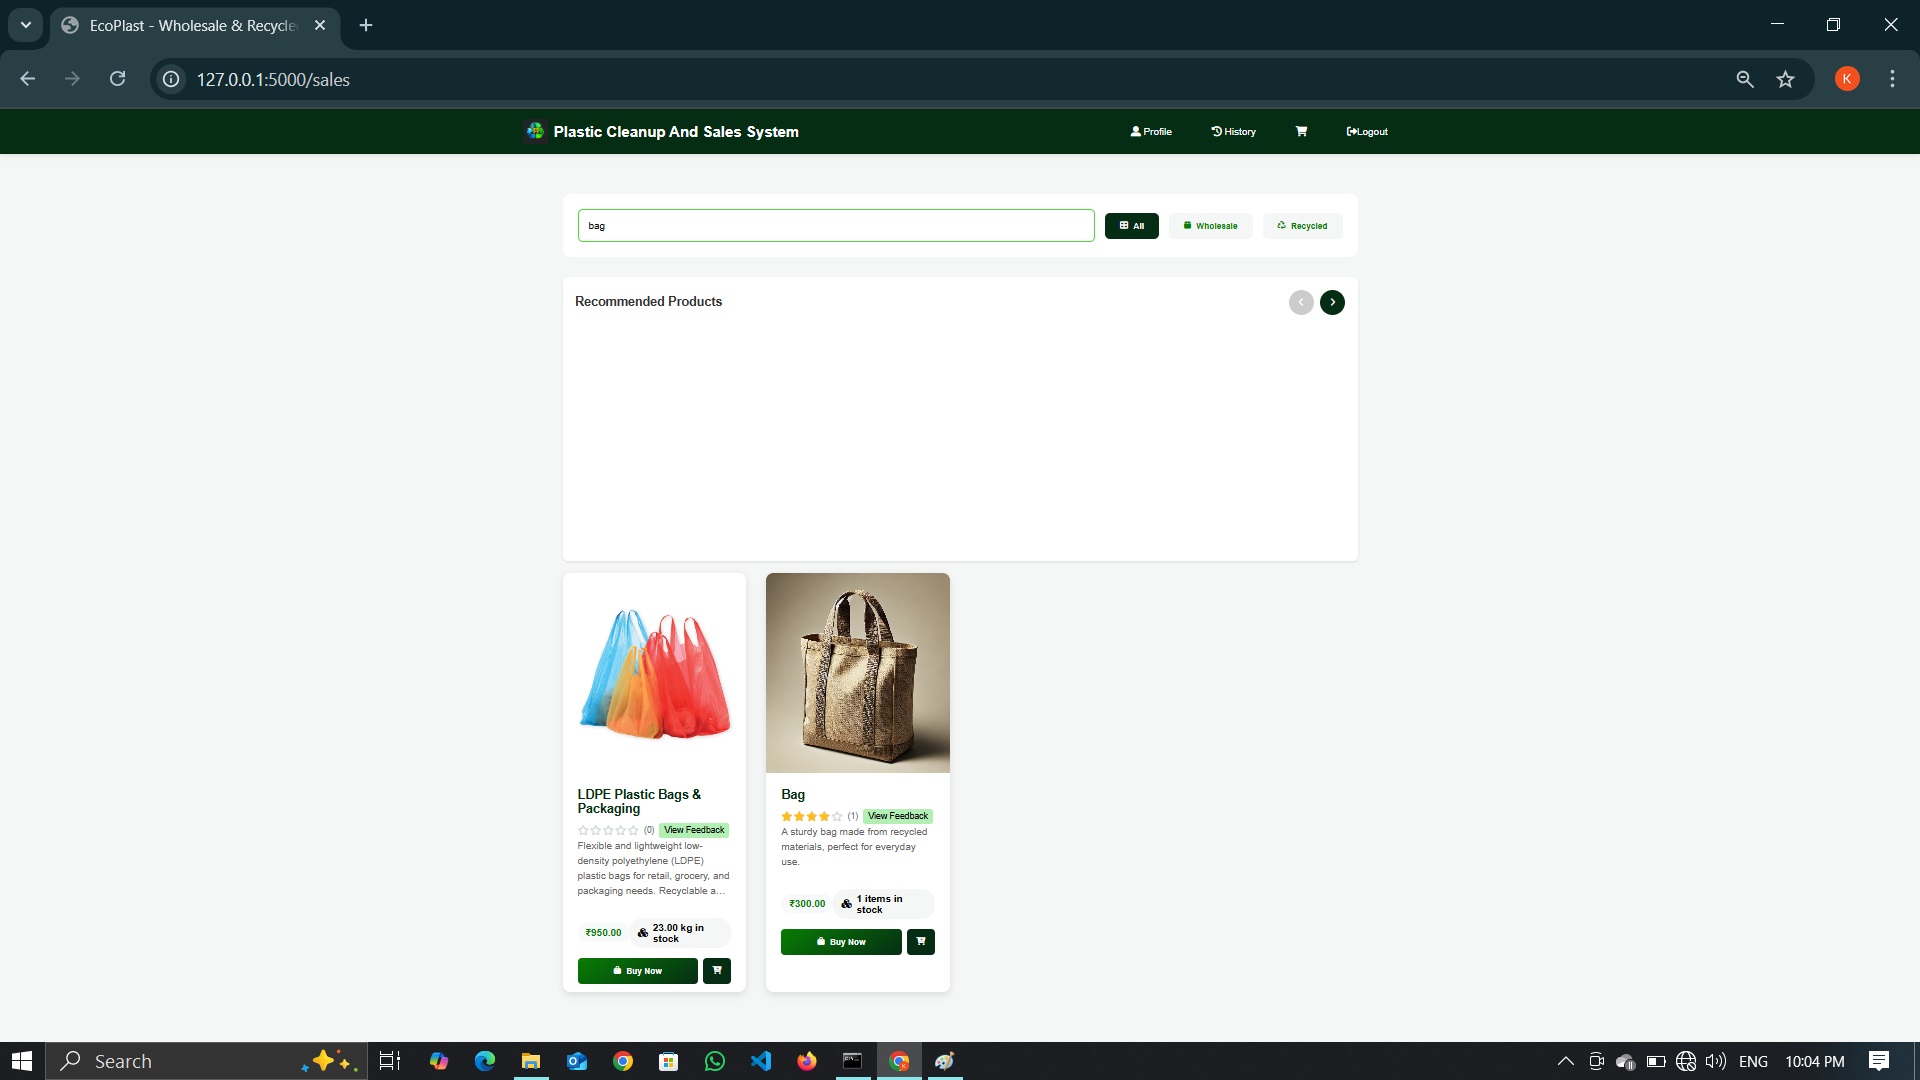 EcoPlast - Wholesale & Recycle
127.0.0.1:5000/sales
K
Plastic Cleanup And Sales System
Profile
History
Logout
bag
All
Wholesale
Recycled
Recommended Products
LDPE Plastic Bags &
Packaging
(0) View Feedback
Flexible and lightweight low-
density polyethylene (LDPE)
plastic bags for retail, grocery, and
packaging needs. Recyclable a...
₹950.00
23.00 kg in
stock
Buy Now
Bag
(1) View Feedback
A sturdy bag made from recycled
materials, perfect for everyday
use.
₹300.00
1 items in
stock
Buy Now
Search
ENG
10:04 PM